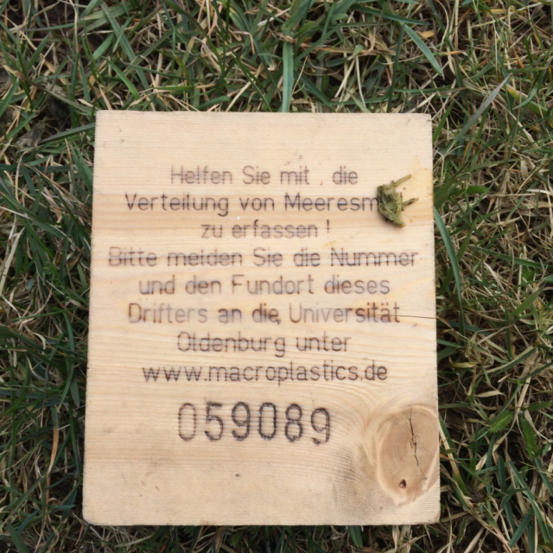 Helfen Sie mit, die
Verteilung von Meeresm
zu erfassen!
Bitte melden Sie die Nummer
und den Fundort dieses
Drifters an die Universität
Oldenburg unter
www.macroplastics.de
059089